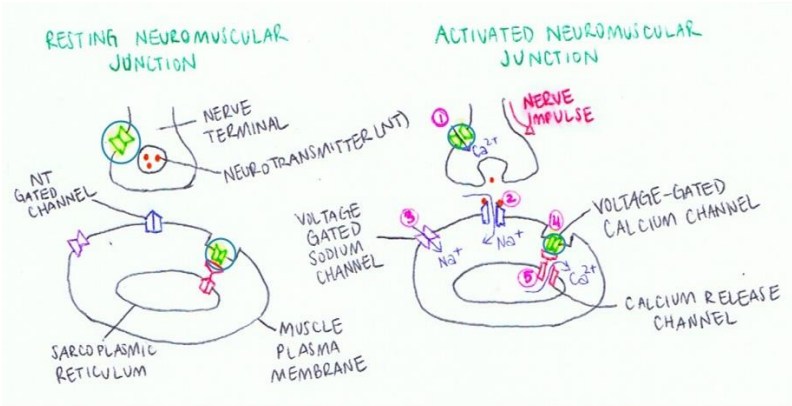 RESTING NEUROMUSCULAR
JUNCTION
NERVE
TERMINAL
NEUROTRANSMITTER (NT)
NT
GATED
CHANNEL
SARCOPLASMIC
RETICULUM
MUSCLE
PLASMA
MEMBRANE
ACTIVATED NEUROMUSCULAR
JUNCTION
NERVE
IMPULSE
1
Ca2+
2
3
VOLTAGE
GATED
SODIUM
CHANNEL
Na+
Na+
4
VOLTAGE-GATED
CALCIUM CHANNEL
5
Ca2+
CALCIUM RELEASE
CHANNEL